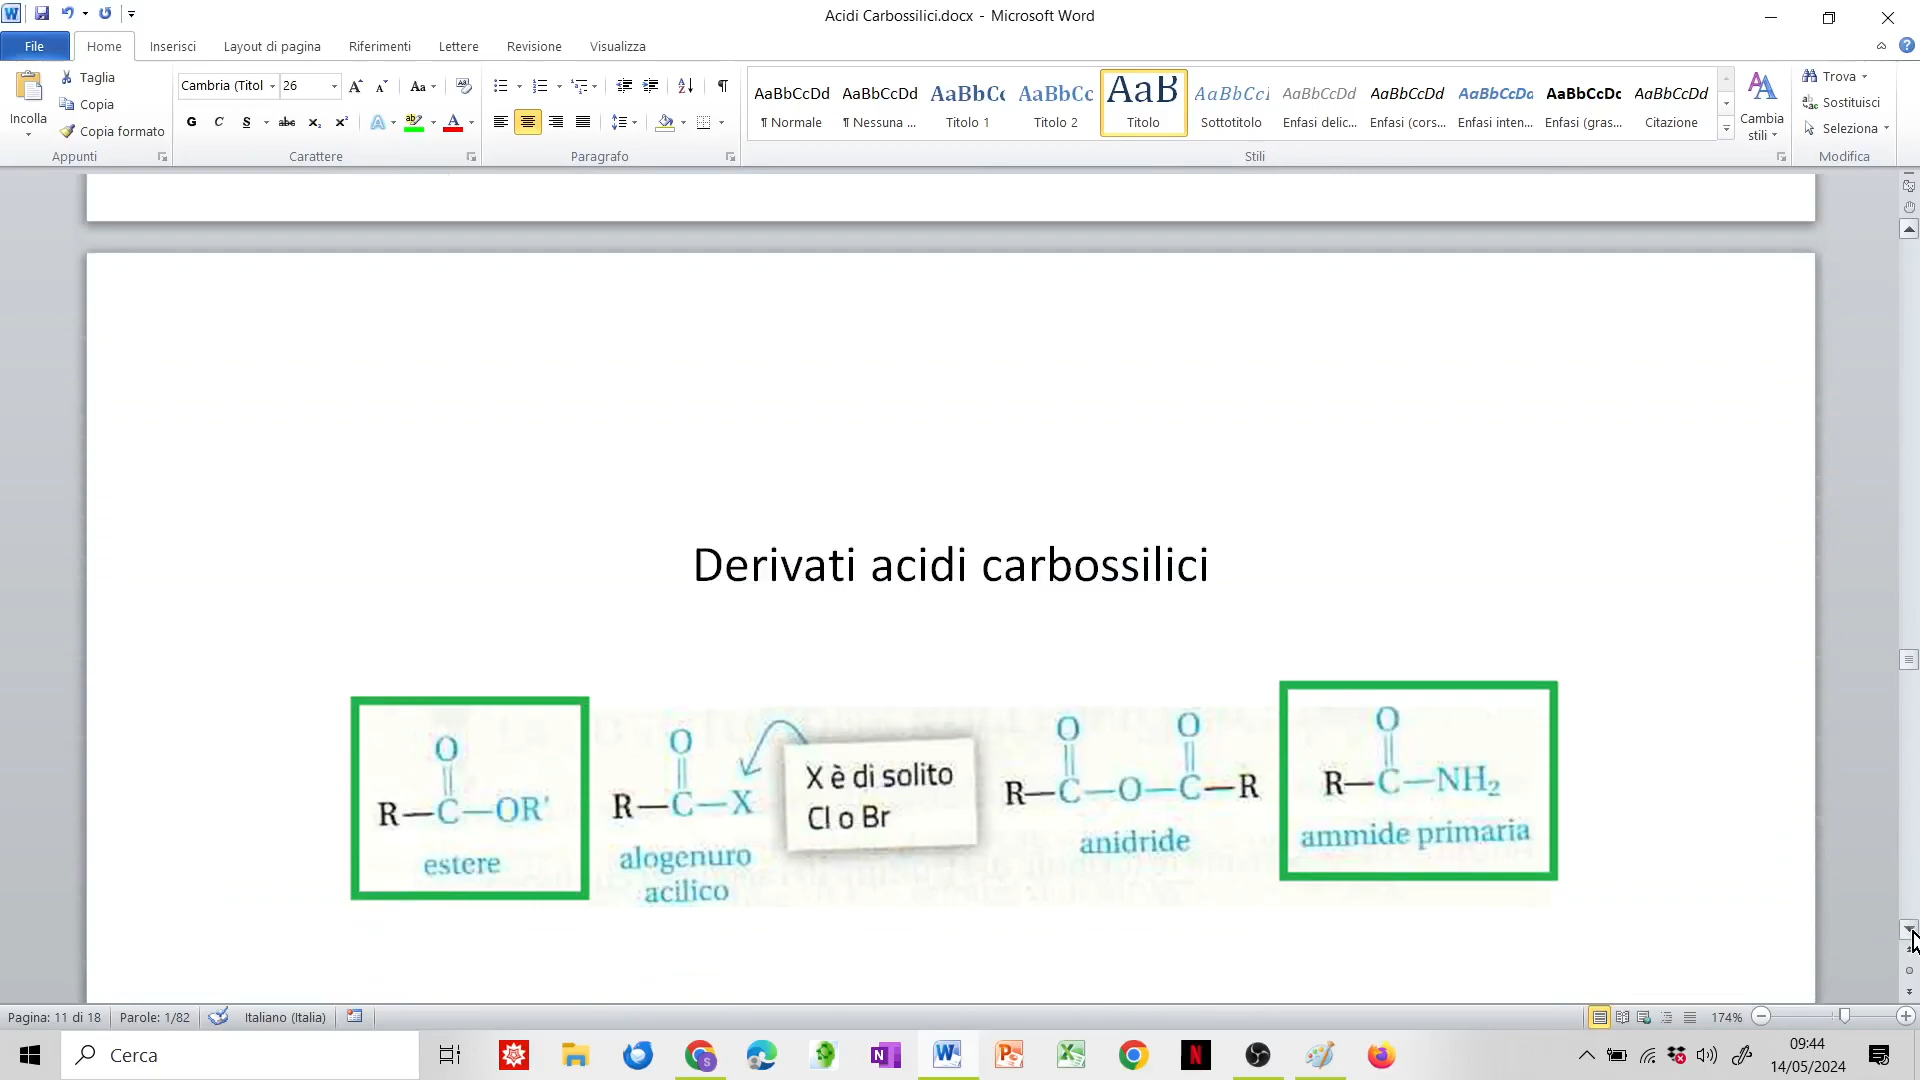 Acidi Carbossilici.docx - Microsoft Word
File Home Inserisci Layout di pagina Riferimenti Lettere Revisione Visualizza
Incolla
Taglia
Copia
Copia formato
Appunti
Cambria (Titol 26
Carattere
Paragrafo
AaBbCcDd AaBbCcDd AaBbCc AaBbCc AaB AaBbCcI AaBbCcDd AaBbCcDd AaBbCcDd AaBbCcDc AaBbCcDd
¶ Normale ¶ Nessuna ... Titolo 1 Titolo 2 Titolo Sottotitolo Enfasi delic... Enfasi (cors... Enfasi inten... Enfasi (gras... Citazione
Stili
Cambia
stili
Trova
Sostituisci
Seleziona
Modifica
Derivati acidi carbossilici
O
R—C—OR'
estere
O
R—C—X
alogenuro
acilico
X è di solito
Cl o Br
O O
R—C—O—C—R
anidride
O
R—C—NH₂
ammide primaria
Pagina: 11 di 18 Parole: 1/82 Italiano (Italia) 174%
Cerca
09:44
14/05/2024